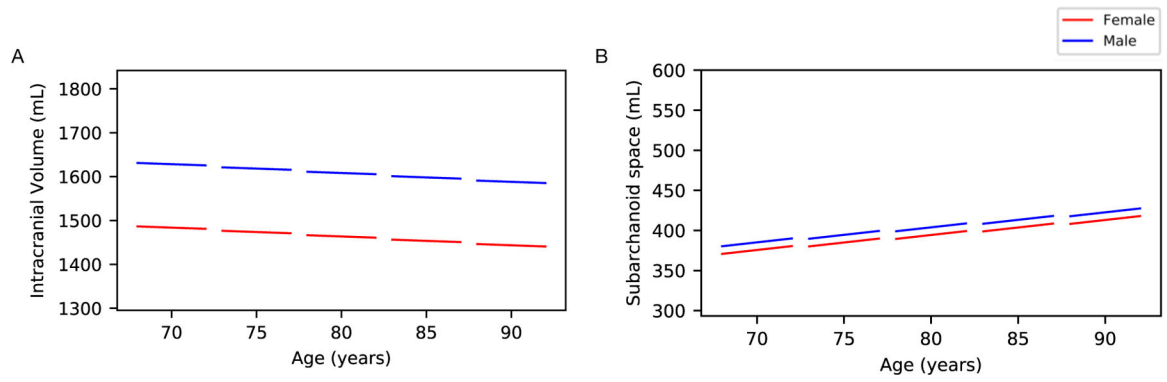 Female
Male
A
B
Intracranial Volume (mL)
1800
1700
1600
1500
1400
1300
70 75 80 85 90
Age (years)
Subarchanoid space (mL)
600
550
500
450
400
350
300
70 75 80 85 90
Age (years)